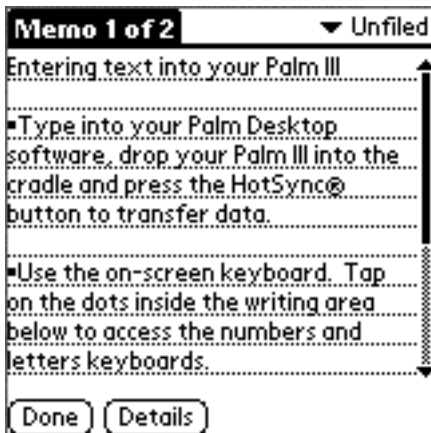 Memo 1 of 2
Unfiled
Entering text into your Palm III
▪Type into your Palm Desktop
software, drop your Palm III into the
cradle and press the HotSync®
button to transfer data.
▪Use the on-screen keyboard.  Tap
on the dots inside the writing area
below to access the numbers and
letters keyboards.
Done Details